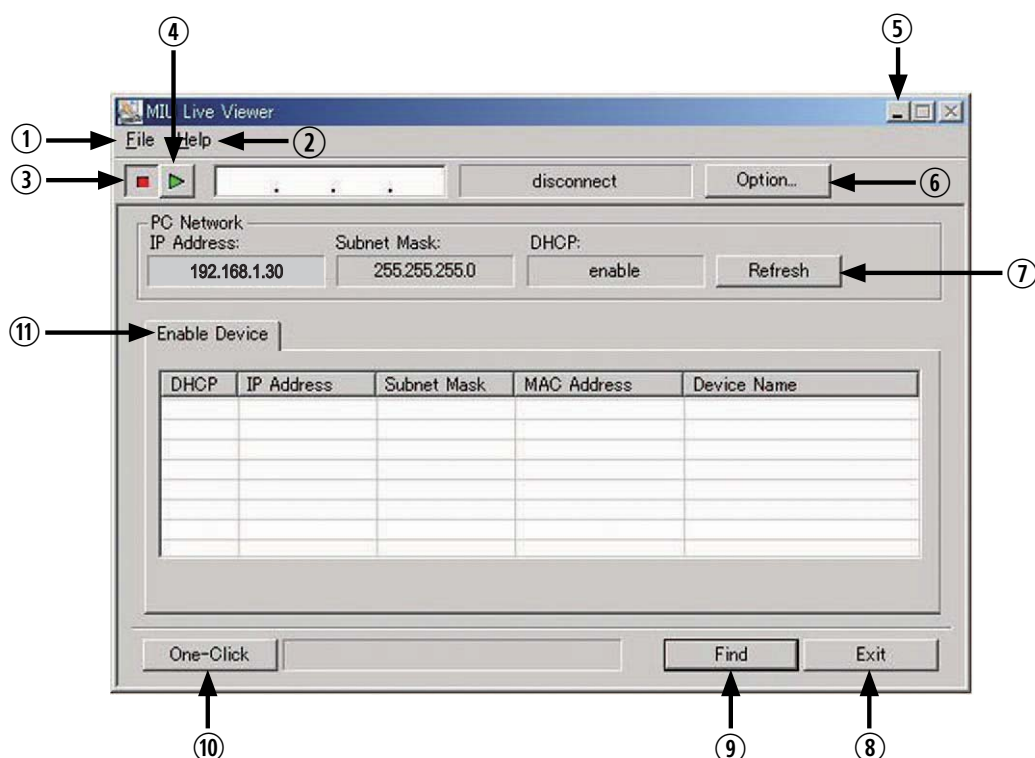 ④ ⑤
MIU Live Viewer
① File Help ②
③ . . . disconnect Option... ⑥
PC Network
IP Address: Subnet Mask: DHCP:
192.168.1.30 255.255.255.0 enable Refresh ⑦
⑪ Enable Device
DHCP IP Address Subnet Mask MAC Address Device Name
One-Click Find Exit
⑩ ⑨ ⑧